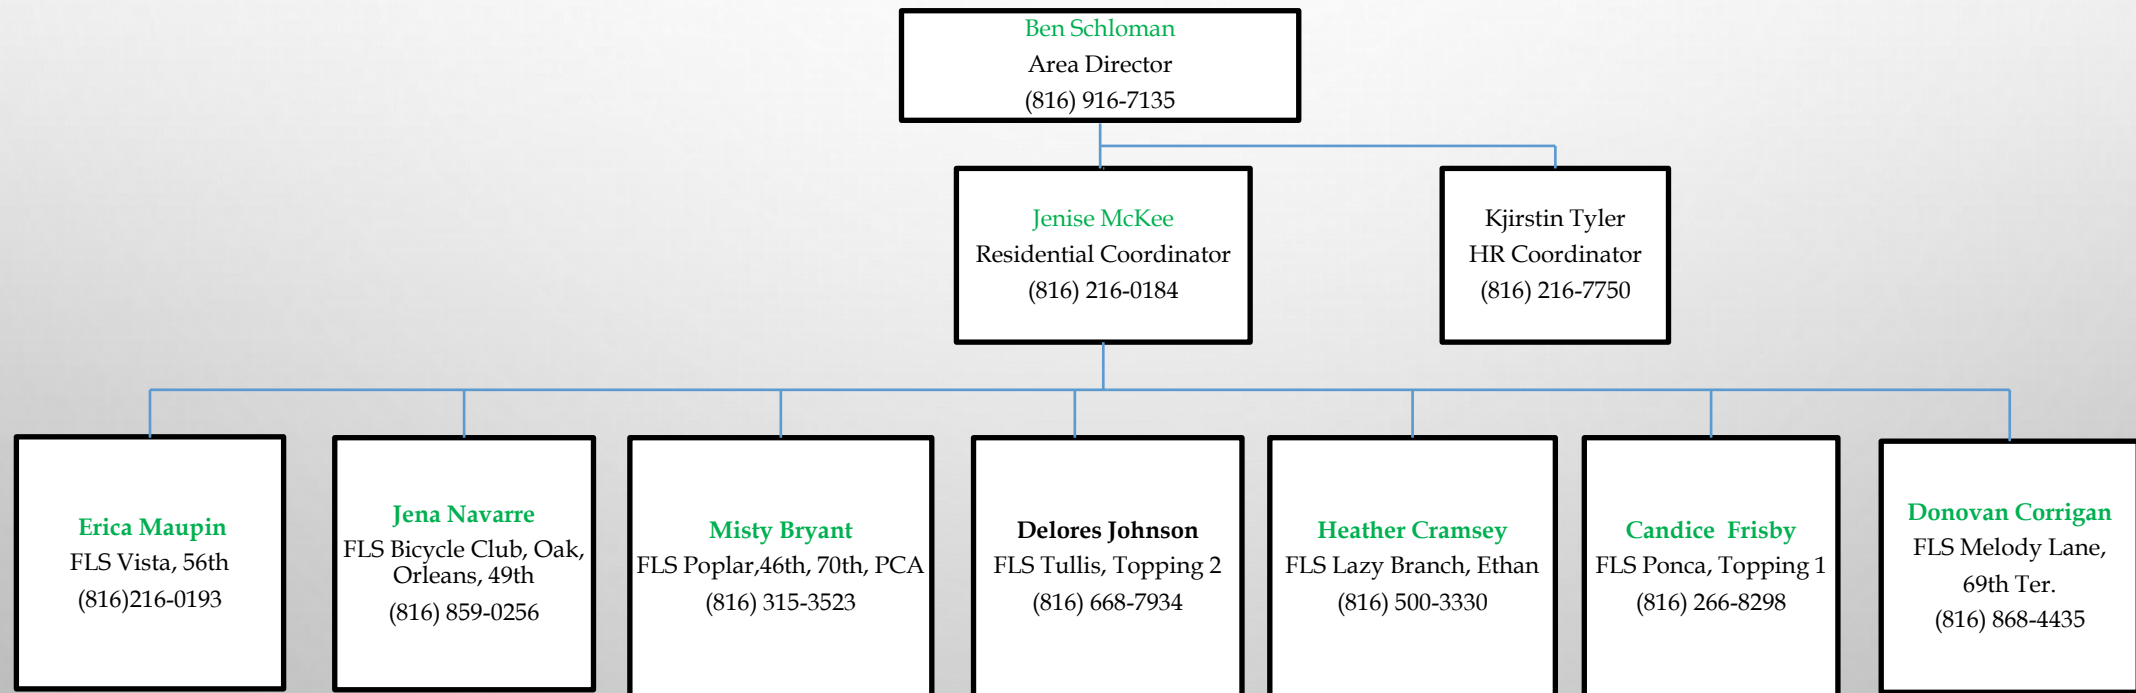 Ben Schloman
Area Director
(816) 916-7135
Jenise McKee
Residential Coordinator
(816) 216-0184
Kjirstin Tyler
HR Coordinator
(816) 216-7750
Erica Maupin
FLS Vista, 56th
(816)216-0193
Jena Navarre
FLS Bicycle Club, Oak,
Orleans, 49th
(816) 859-0256
Misty Bryant
FLS Poplar,46th, 70th, PCA
(816) 315-3523
Delores Johnson
FLS Tullis, Topping 2
(816) 668-7934
Heather Cramsey
FLS Lazy Branch, Ethan
(816) 500-3330
Candice  Frisby
FLS Ponca, Topping 1
(816) 266-8298
Donovan Corrigan
FLS Melody Lane,
69th Ter.
(816) 868-4435